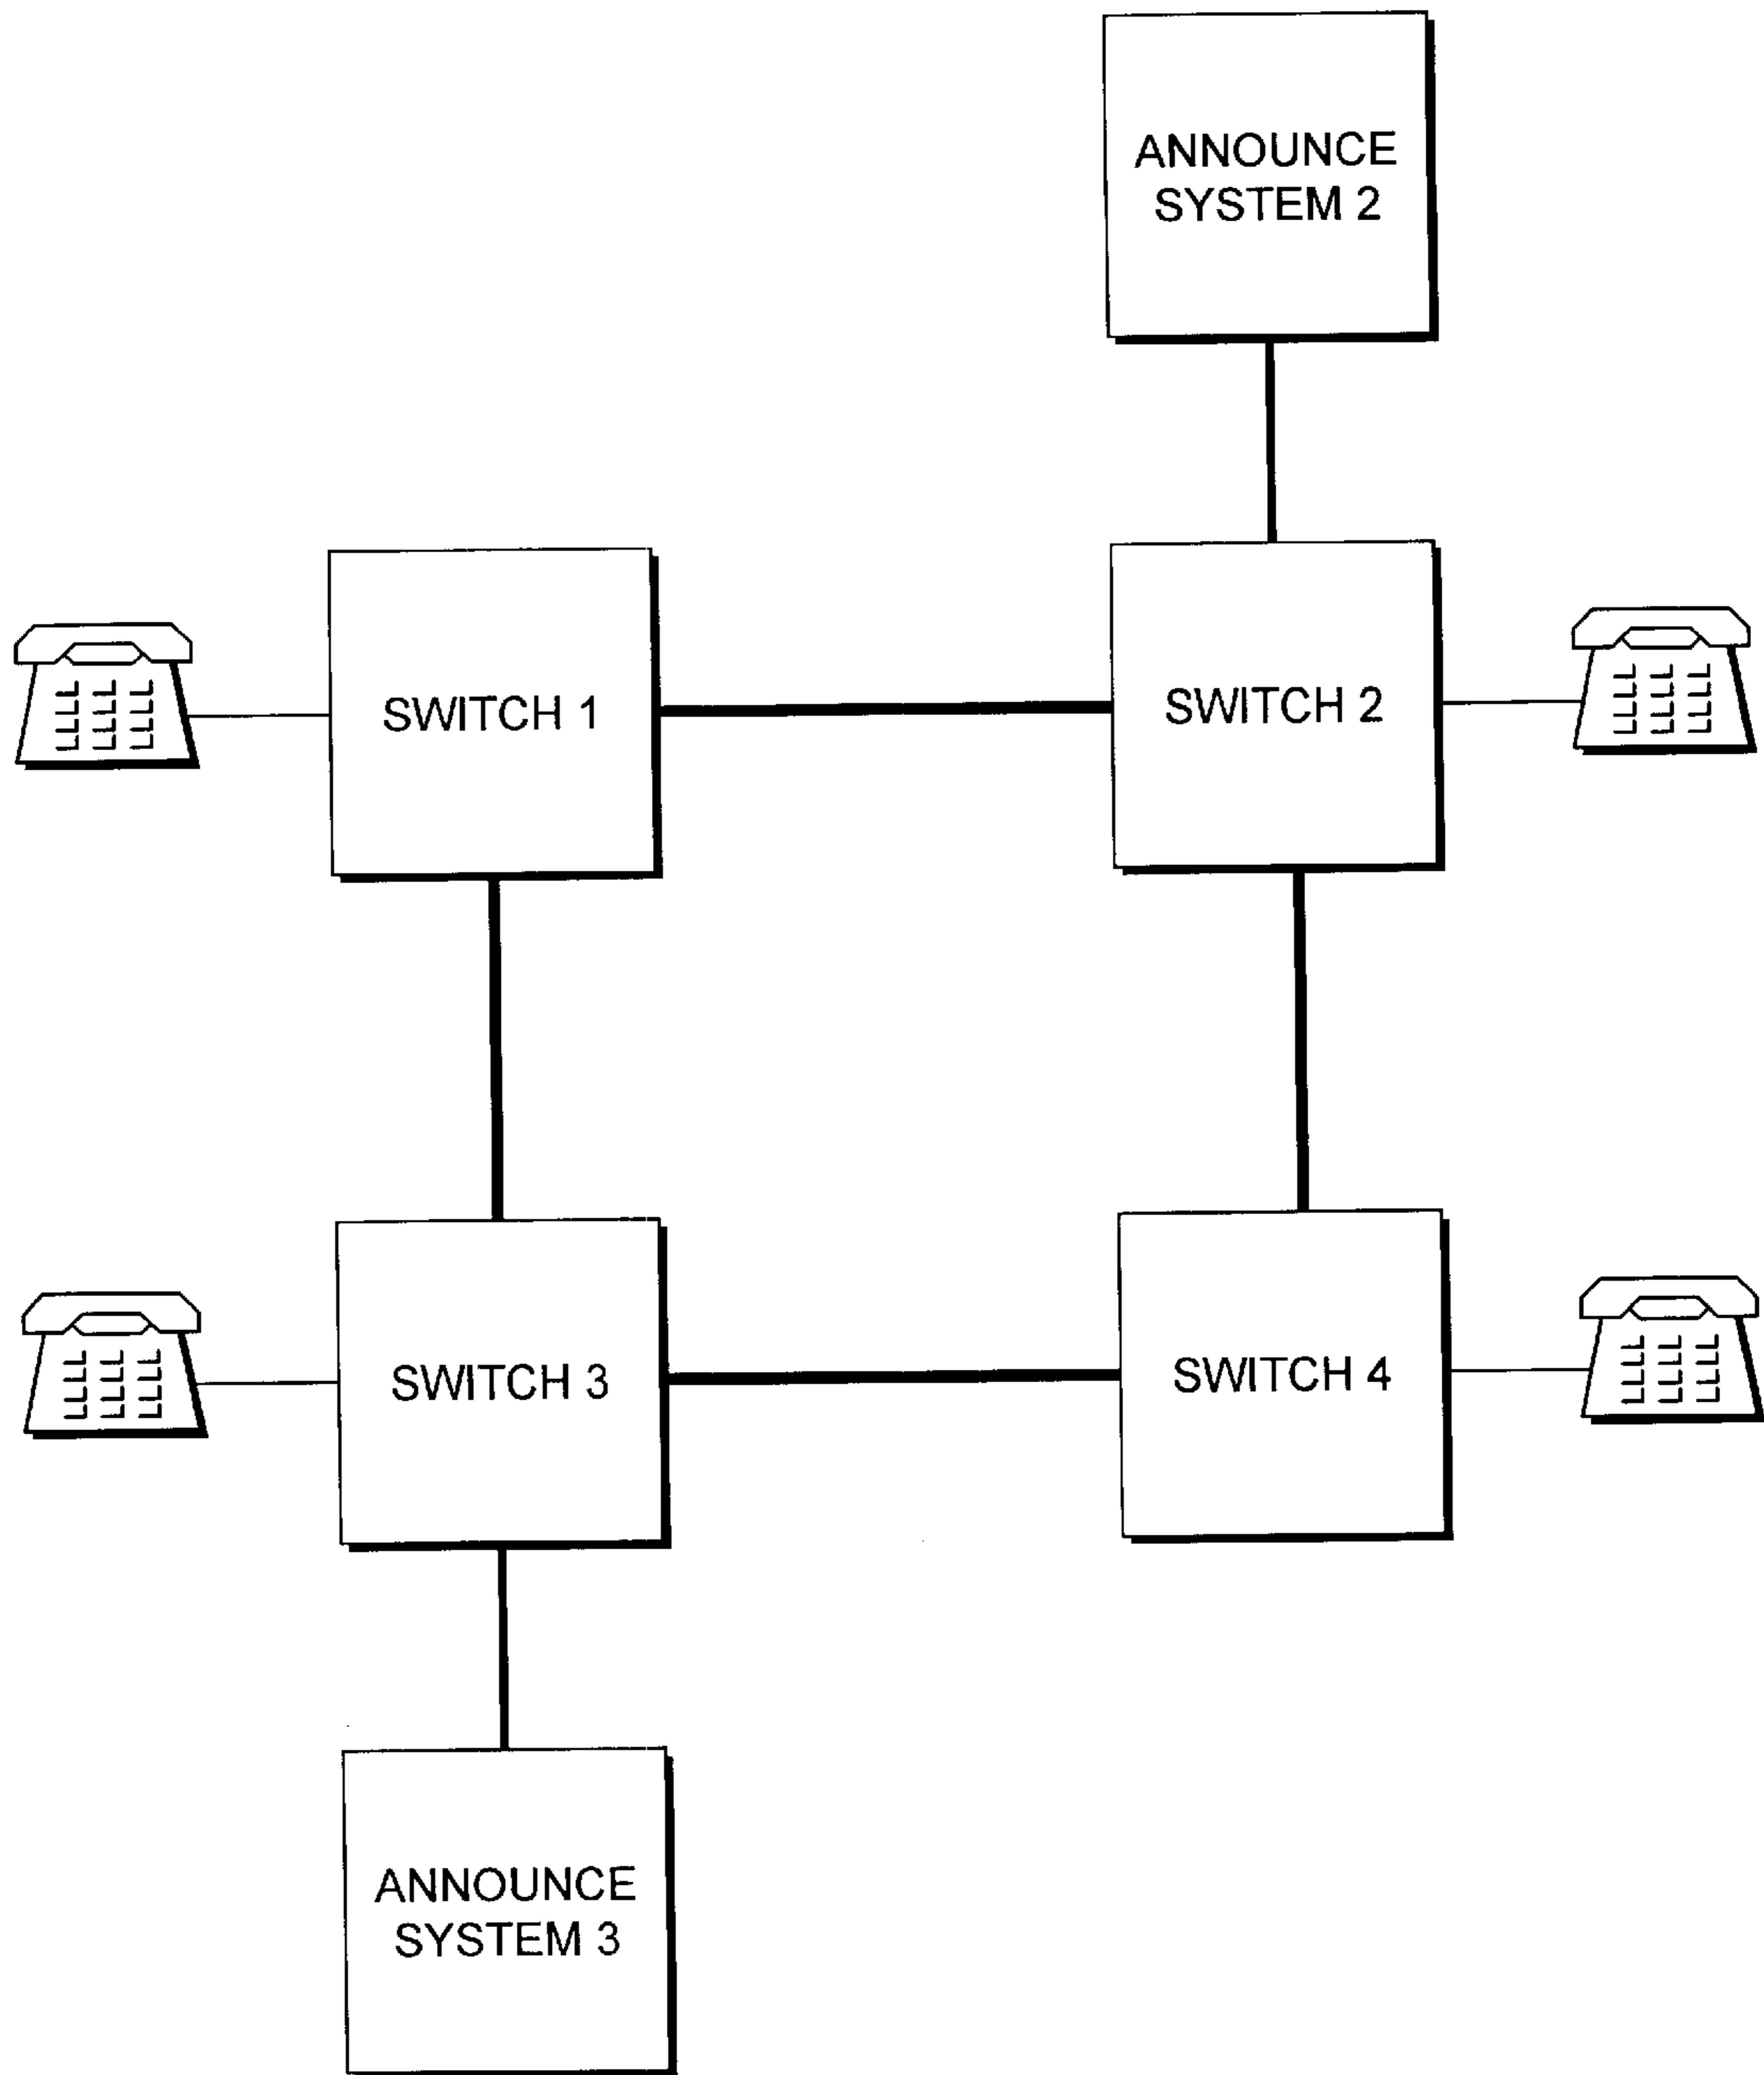 ANNOUNCE
SYSTEM 2
SWITCH 1
SWITCH 2
SWITCH 3
SWITCH 4
ANNOUNCE
SYSTEM 3